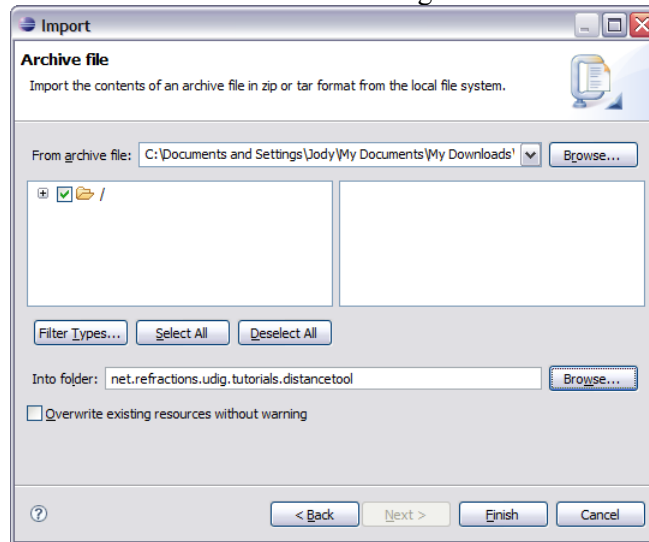 Import
Archive file
Import the contents of an archive file in zip or tar format from the local file system.
From archive file: C:\Documents and Settings\Jody\My Documents\My Downloads\ Browse...
/
Filter Types... Select All Deselect All
Into folder: net.refractions.udig.tutorials.distancetool Browse...
Overwrite existing resources without warning
< Back Next > Finish Cancel